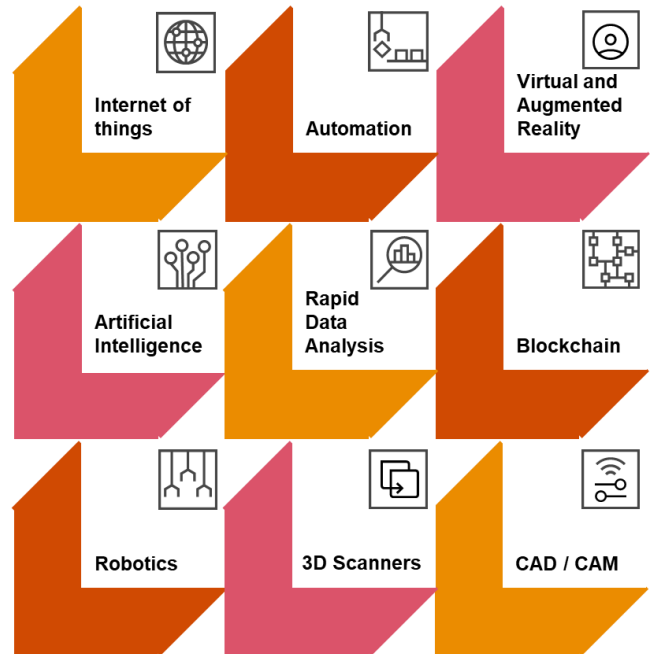 Internet of
things
Automation
Virtual and
Augmented
Reality
Artificial
Intelligence
Rapid
Data
Analysis
Blockchain
Robotics
3D Scanners
CAD / CAM